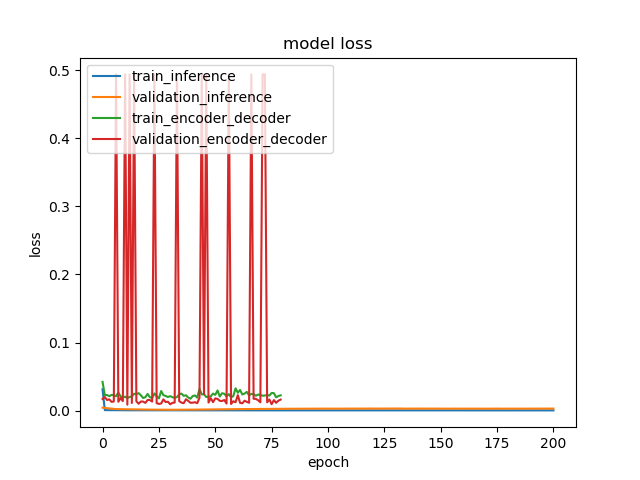 model loss
train_inference
validation_inference
train_encoder_decoder
validation_encoder_decoder
0.5
0.4
0.3
0.2
0.1
0.0
loss
0 25 50 75 100 125 150 175 200
epoch